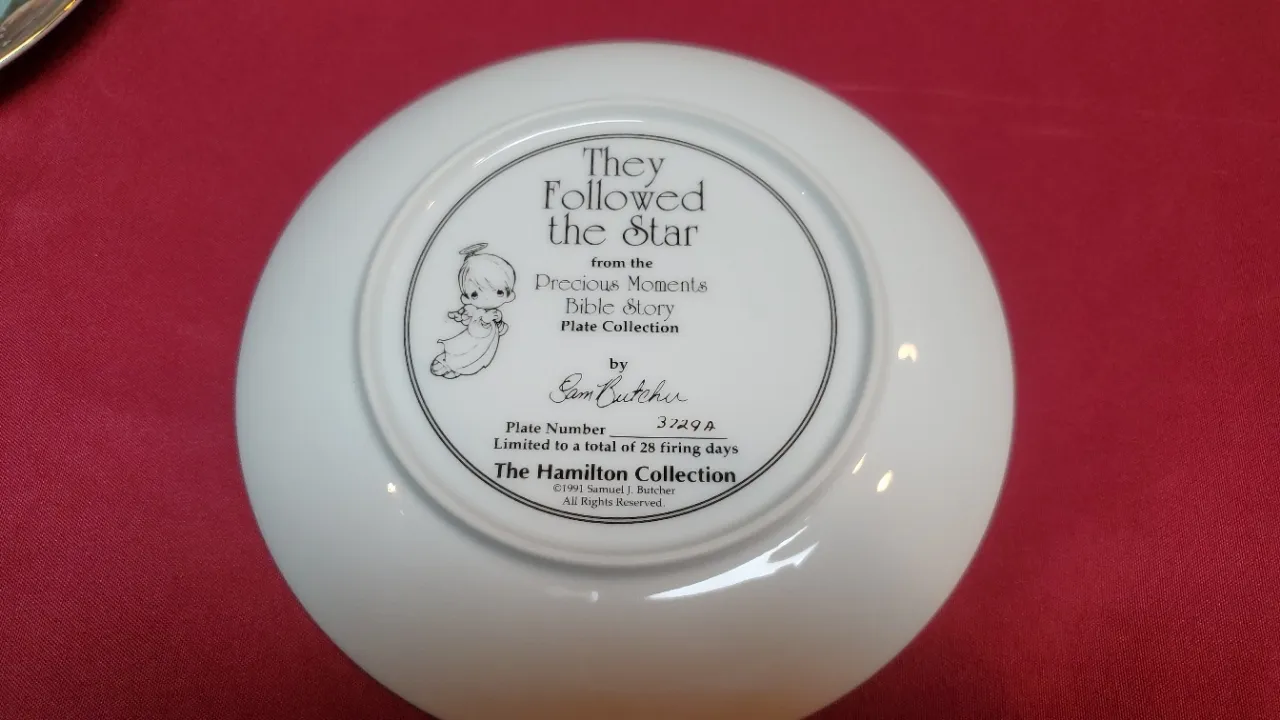 They
Followed
the Star
from the
Precious Moments
Bible Story
Plate Collection
by
Sam Butcher
Plate Number 3729A
Limited to a total of 28 firing days
The Hamilton Collection
©1991 Samuel J. Butcher
All Rights Reserved.